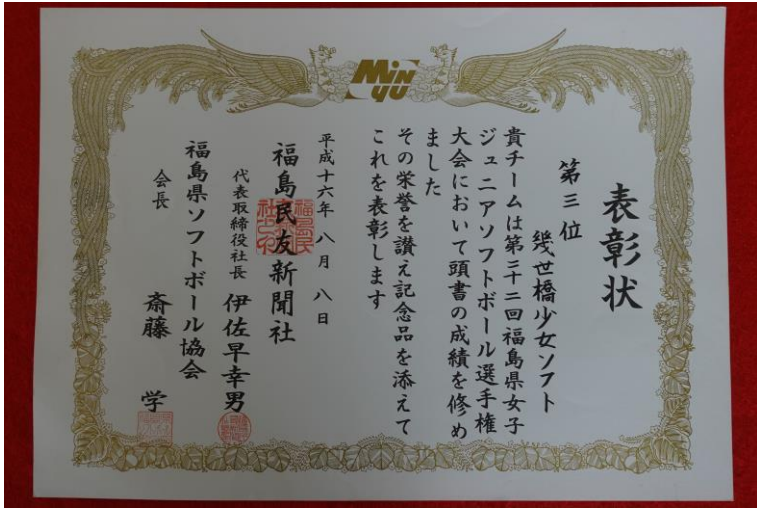 MiNYU
表彰状
第三位
幾世橋少女ソフト
貴チームは第二十二回福島県女子
ジュニアソフトボール選手権
大会において頭書の成績を修め
ました
その栄誉を讃え記念品を添えて
これを表彰します
平成十六年 八月 八日
福島民友新聞社
代表取締役社長 伊佐早幸男
福島県ソフトボール協会
会長 斎藤 学